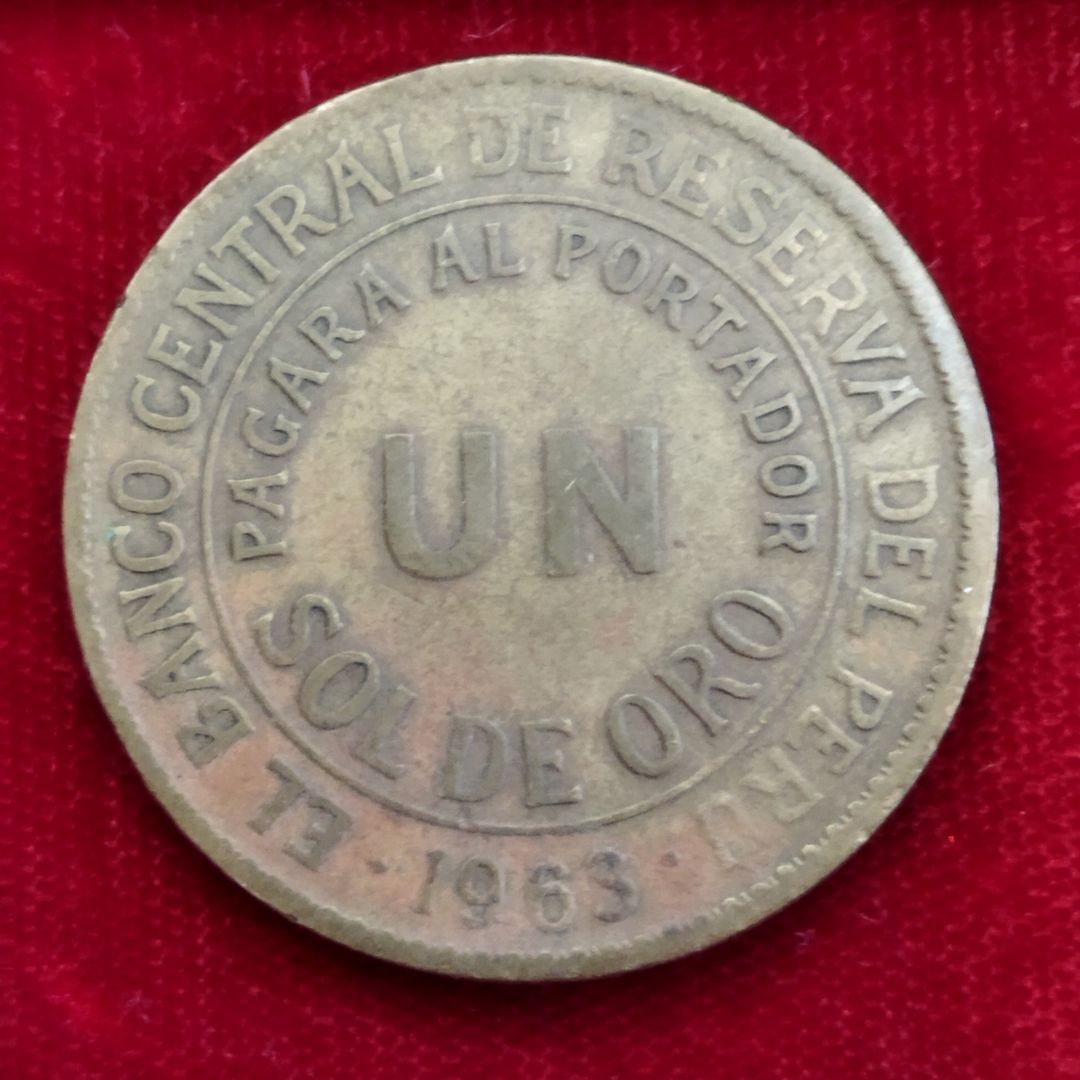 EL BANCO CENTRAL DE RESERVA DEL PERU
PAGARA AL PORTADOR
UN
SOL DE ORO
· 1963 ·